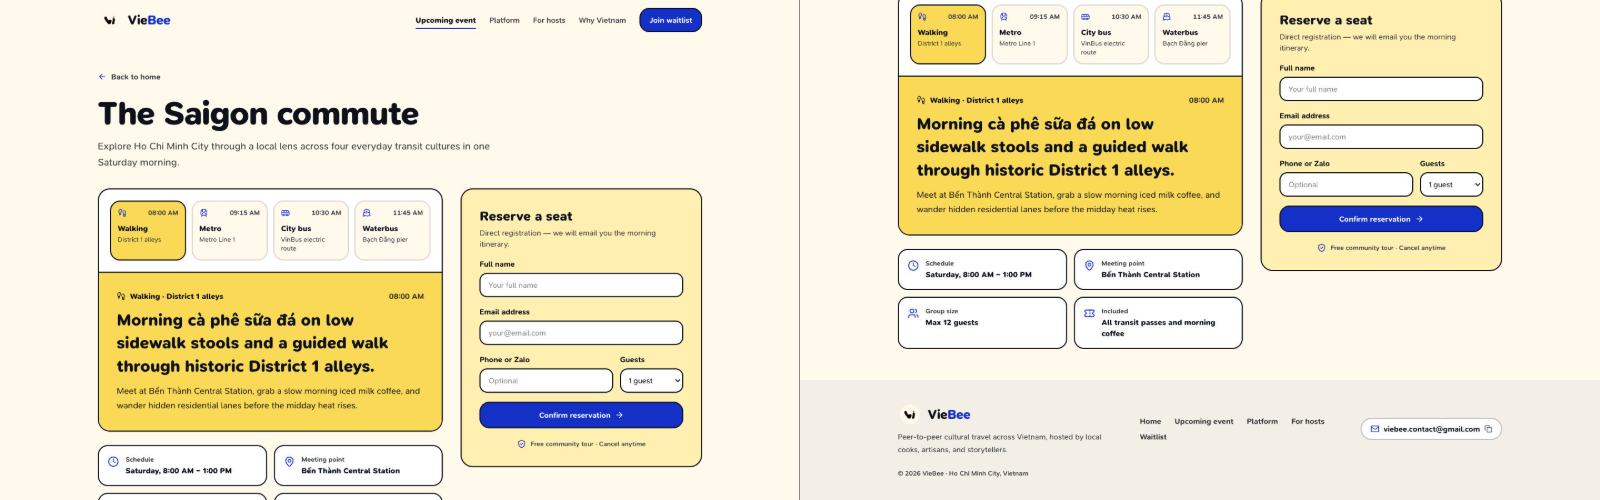 VieBee
Upcoming event
Platform
For hosts
Why Vietnam
Join waitlist
Back to home
The Saigon commute
Explore Ho Chi Minh City through a local lens across four everyday transit cultures in one
Saturday morning.
08:00 AM
Walking
District 1 alleys
09:15 AM
Metro
Metro Line 1
10:30 AM
City bus
VinBus electric
route
11:45 AM
Waterbus
Bạch Đằng pier
Walking · District 1 alleys
08:00 AM
Morning cà phê sữa đá on low
sidewalk stools and a guided walk
through historic District 1 alleys.
Meet at Bến Thành Central Station, grab a slow morning iced milk coffee, and
wander hidden residential lanes before the midday heat rises.
Schedule
Saturday, 8:00 AM – 1:00 PM
Meeting point
Bến Thành Central Station
Reserve a seat
Direct registration — we will email you the morning
itinerary.
Full name
Your full name
Email address
your@email.com
Phone or Zalo
Optional
Guests
1 guest
Confirm reservation
Free community tour · Cancel anytime
08:00 AM
Walking
District 1 alleys
09:15 AM
Metro
Metro Line 1
10:30 AM
City bus
VinBus electric
route
11:45 AM
Waterbus
Bạch Đằng pier
Walking · District 1 alleys
08:00 AM
Morning cà phê sữa đá on low
sidewalk stools and a guided walk
through historic District 1 alleys.
Meet at Bến Thành Central Station, grab a slow morning iced milk coffee, and
wander hidden residential lanes before the midday heat rises.
Schedule
Saturday, 8:00 AM – 1:00 PM
Meeting point
Bến Thành Central Station
Group size
Max 12 guests
Included
All transit passes and morning
coffee
Reserve a seat
Direct registration — we will email you the morning
itinerary.
Full name
Your full name
Email address
your@email.com
Phone or Zalo
Optional
Guests
1 guest
Confirm reservation
Free community tour · Cancel anytime
VieBee
Peer-to-peer cultural travel across Vietnam, hosted by local
cooks, artisans, and storytellers.
© 2026 VieBee · Ho Chi Minh City, Vietnam
Home
Upcoming event
Platform
For hosts
Waitlist
viebee.contact@gmail.com